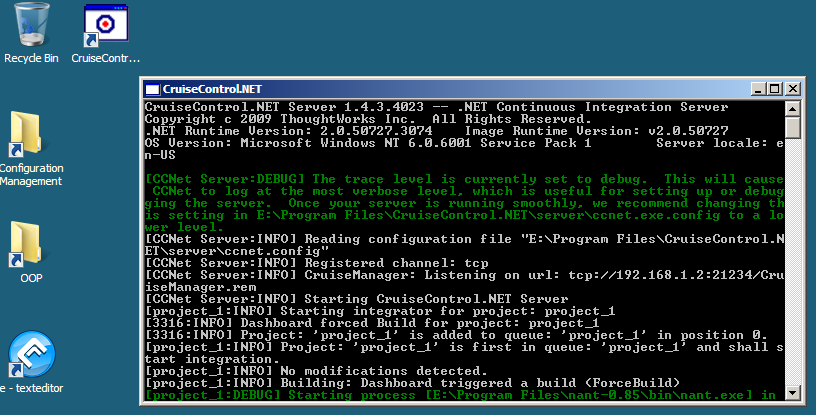 Recycle Bin
CruiseContr...
Configuration
Management
OOP
e - texteditor
CruiseControl.NET
CruiseControl.NET Server 1.4.3.4023 -- .NET Continuous Integration Server
Copyright c 2009 ThoughtWorks Inc.  All Rights Reserved.
.NET Runtime Version: 2.0.50727.3074    Image Runtime Version: v2.0.50727
OS Version: Microsoft Windows NT 6.0.6001 Service Pack 1        Server locale: e
n-US
[CCNet Server:DEBUG] The trace level is currently set to debug.  This will cause
 CCNet to log at the most verbose level, which is useful for setting up or debug
ging the server.  Once your server is running smoothly, we recommend changing th
is setting in E:\Program Files\CruiseControl.NET\server\ccnet.exe.config to a lo
wer level.
[CCNet Server:INFO] Reading configuration file "E:\Program Files\CruiseControl.N
ET\server\ccnet.config"
[CCNet Server:INFO] Registered channel: tcp
[CCNet Server:INFO] CruiseManager: Listening on url: tcp://192.168.1.2:21234/Cru
iseManager.rem
[CCNet Server:INFO] Starting CruiseControl.NET Server
[project_1:INFO] Starting integrator for project: project_1
[3316:INFO] Dashboard forced Build for project: project_1
[3316:INFO] Project: 'project_1' is added to queue: 'project_1' in position 0.
[project_1:INFO] Project: 'project_1' is first in queue: 'project_1' and shall s
tart integration.
[project_1:INFO] No modifications detected.
[project_1:INFO] Building: Dashboard triggered a build (ForceBuild)
[project_1:DEBUG] Starting process [E:\Program Files\nant-0.85\bin\nant.exe] in